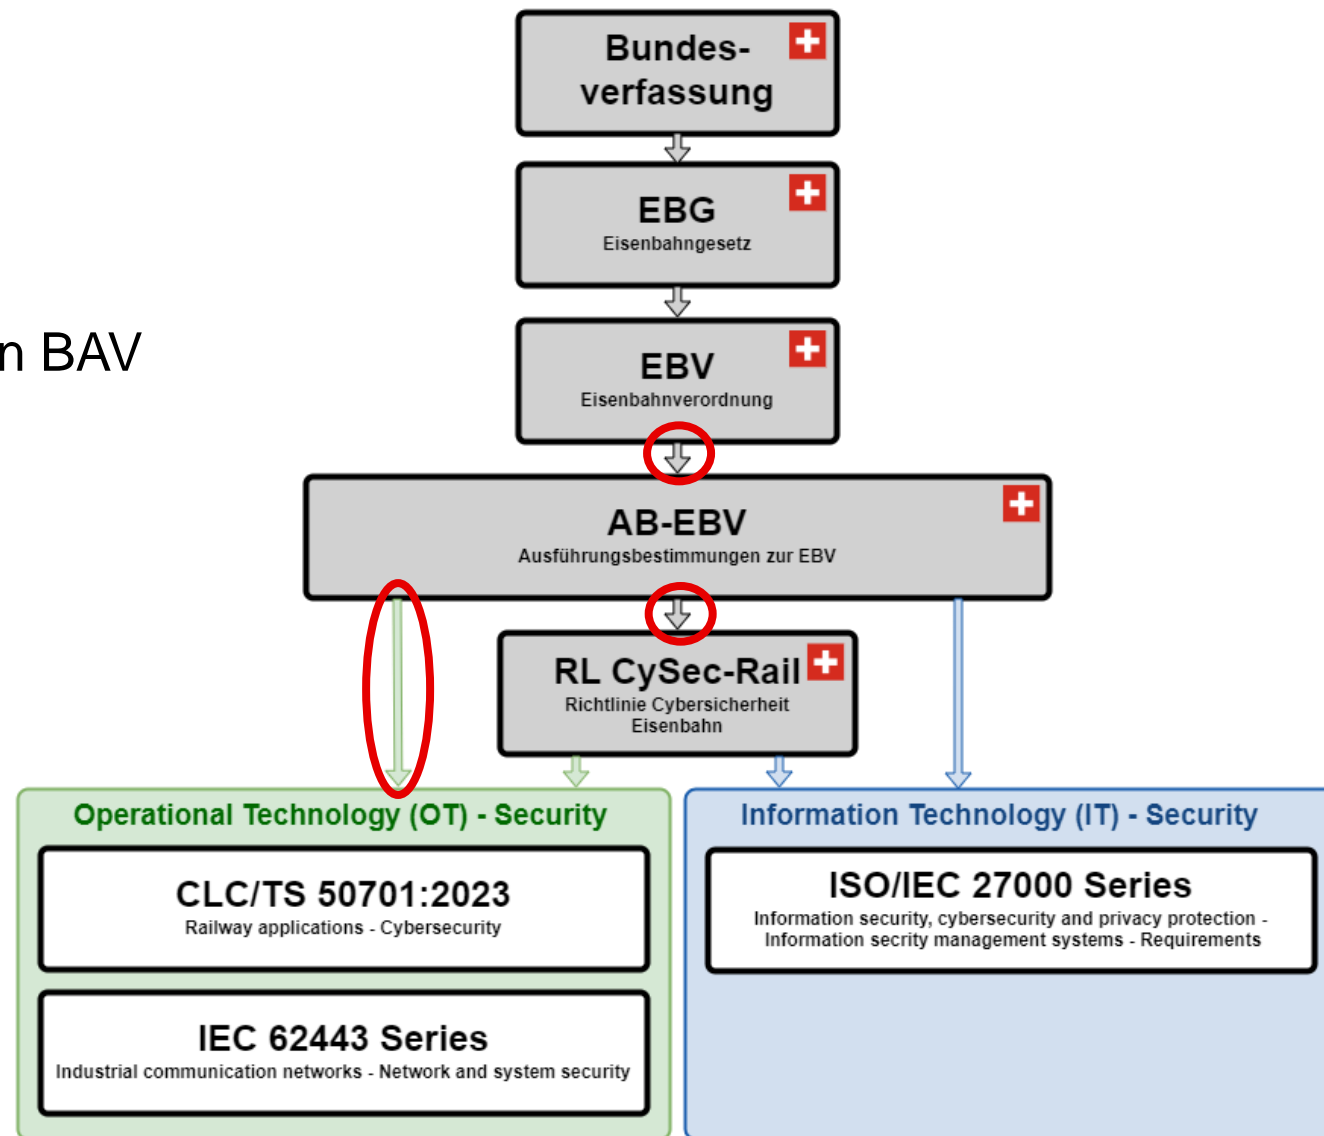 Bundes-
verfassung
EBG
Eisenbahngesetz
n BAV
EBV
Eisenbahnverordnung
AB-EBV
Ausführungsbestimmungen zur EBV
RL CySec-Rail
Richtlinie Cybersicherheit
Eisenbahn
Operational Technology (OT) - Security
CLC/TS 50701:2023
Railway applications - Cybersecurity
IEC 62443 Series
Industrial communication networks - Network and system security
Information Technology (IT) - Security
ISO/IEC 27000 Series
Information security, cybersecurity and privacy protection -
Information secrity management systems - Requirements